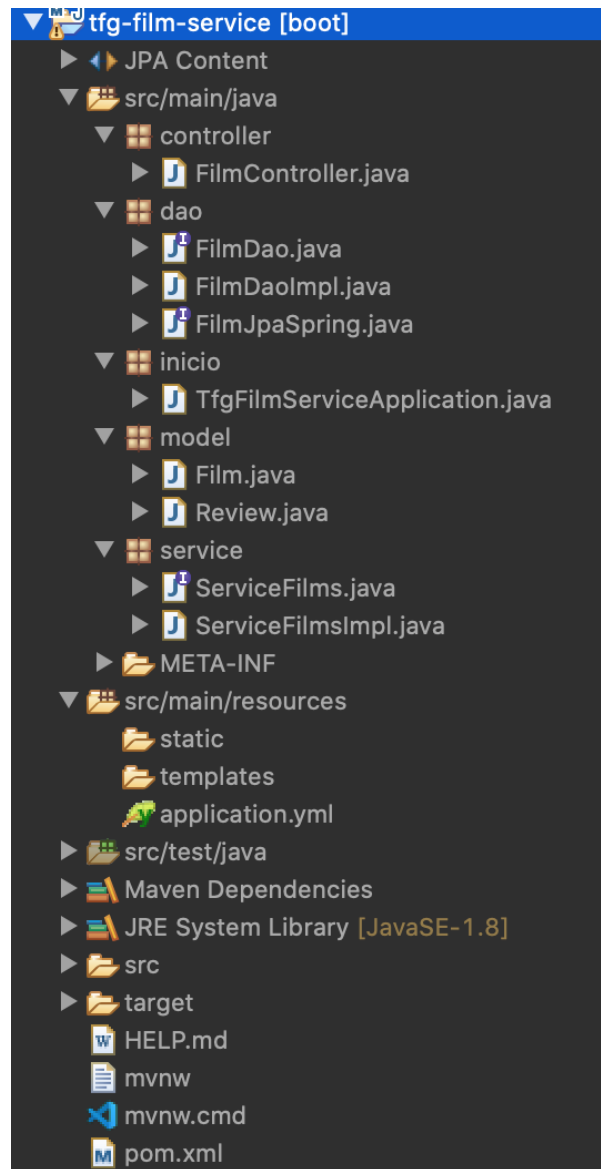 tfg-film-service [boot]
JPA Content
src/main/java
controller
FilmController.java
dao
FilmDao.java
FilmDaoImpl.java
FilmJpaSpring.java
inicio
TfgFilmServiceApplication.java
model
Film.java
Review.java
service
ServiceFilms.java
ServiceFilmsImpl.java
META-INF
src/main/resources
static
templates
application.yml
src/test/java
Maven Dependencies
JRE System Library [JavaSE-1.8]
src
target
HELP.md
mvnw
mvnw.cmd
pom.xml